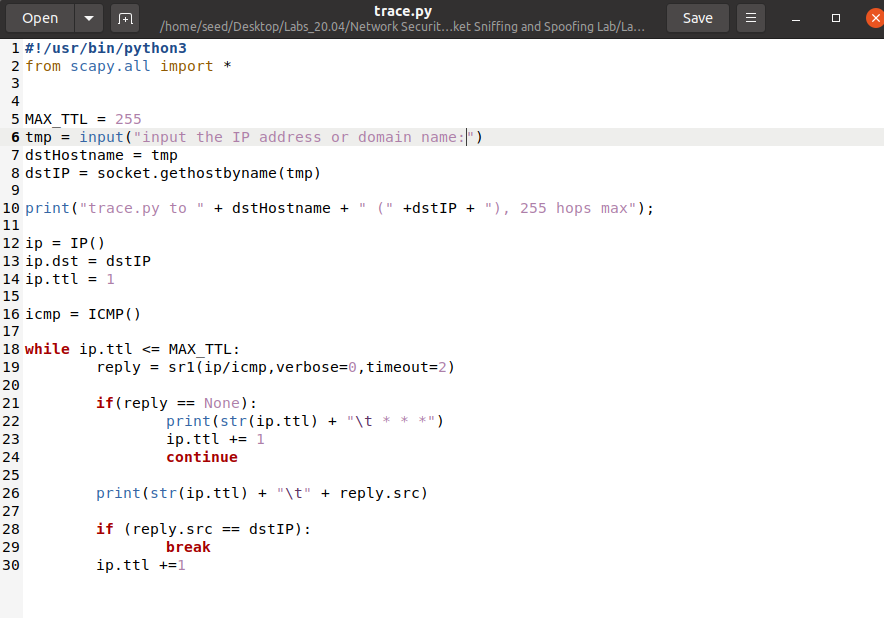 Open
trace.py
/home/seed/Desktop/Labs_20.04/Network Securit...ket Sniffing and Spoofing Lab/La...
Save
1 #!/usr/bin/python3
2 from scapy.all import *
3
4
5 MAX_TTL = 255
6 tmp = input("input the IP address or domain name:")
7 dstHostname = tmp
8 dstIP = socket.gethostbyname(tmp)
9
10 print("trace.py to " + dstHostname + " (" +dstIP + "), 255 hops max");
11
12 ip = IP()
13 ip.dst = dstIP
14 ip.ttl = 1
15
16 icmp = ICMP()
17
18 while ip.ttl <= MAX_TTL:
19         reply = sr1(ip/icmp,verbose=0,timeout=2)
20
21         if(reply == None):
22                 print(str(ip.ttl) + "\t * * *")
23                 ip.ttl += 1
24                 continue
25
26         print(str(ip.ttl) + "\t" + reply.src)
27
28         if (reply.src == dstIP):
29                 break
30         ip.ttl +=1